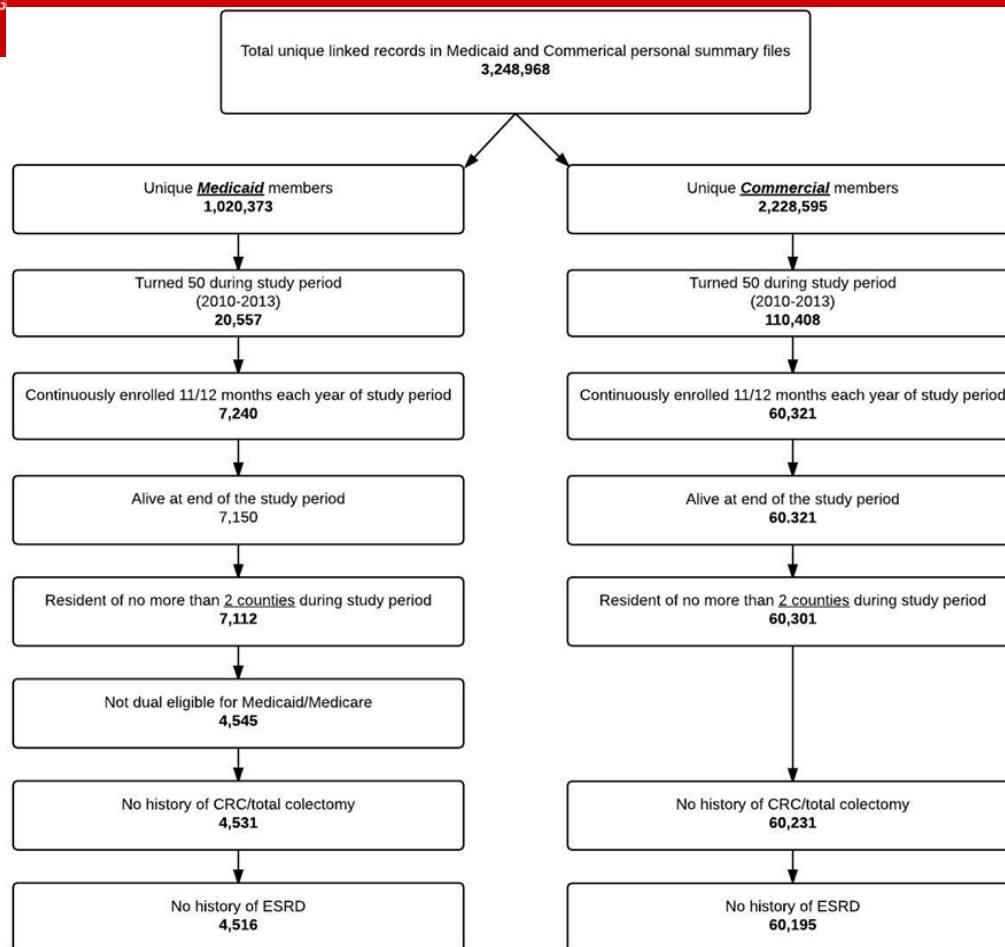 Total unique linked records in Medicaid and Commerical personal summary files
3,248,968
Unique Medicaid members
1,020,373
Turned 50 during study period
(2010-2013)
20,557
Continuously enrolled 11/12 months each year of study period
7,240
Alive at end of the study period
7,150
Resident of no more than 2 counties during study period
7,112
Not dual eligible for Medicaid/Medicare
4,545
No history of CRC/total colectomy
4,531
No history of ESRD
4,516
Unique Commercial members
2,228,595
Turned 50 during study period
(2010-2013)
110,408
Continuously enrolled 11/12 months each year of study period
60,321
Alive at end of the study period
60.321
Resident of no more than 2 counties during study period
60,301
No history of CRC/total colectomy
60,231
No history of ESRD
60,195